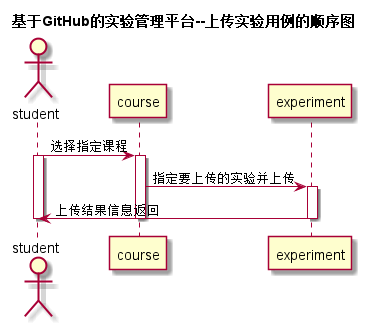 基于GitHub的实验管理平台--上传实验用例的顺序图
student
course
experiment
选择指定课程
指定要上传的实验并上传
上传结果信息返回
student
course
experiment